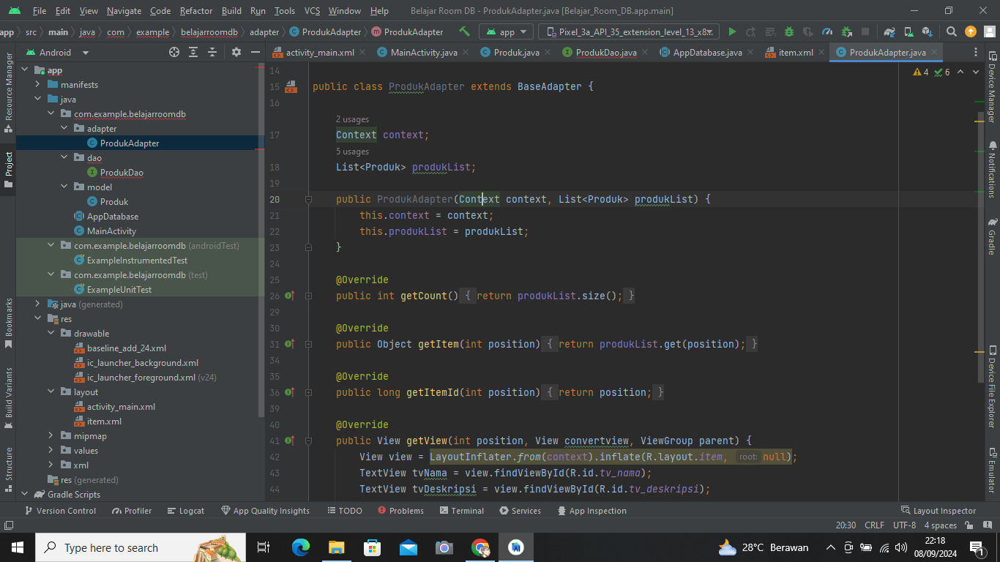 File Edit View Navigate Code Refactor Build Run Tools VCS Window Help Belajar Room DB - ProdukAdapter.java [Belajar_Room_DB.app.main]
app src main java com example belajarroomdb adapter ProdukAdapter ProdukAdapter app Pixel_3a_API_35_extension_level_13_x8...
Android
activity_main.xml MainActivity.java Produk.java ProdukDao.java AppDatabase.java item.xml ProdukAdapter.java
Resource Manager
Project
Bookmarks
Build Variants
Structure
app
manifests
java
com.example.belajarroomdb
adapter
ProdukAdapter
dao
ProdukDao
model
Produk
AppDatabase
MainActivity
com.example.belajarroomdb (androidTest)
ExampleInstrumentedTest
com.example.belajarroomdb (test)
ExampleUnitTest
java (generated)
res
drawable
baseline_add_24.xml
ic_launcher_background.xml
ic_launcher_foreground.xml (v24)
layout
activity_main.xml
item.xml
mipmap
values
xml
res (generated)
Gradle Scripts
4 6
14
15 public class ProdukAdapter extends BaseAdapter {
16
2 usages
17 Context context;
5 usages
18 List<Produk> produkList;
19
20 public ProdukAdapter(Context context, List<Produk> produkList) {
21 this.context = context;
22 this.produkList = produkList;
23 }
24
25 @Override
26 public int getCount() { return produkList.size(); }
29
30 @Override
31 public Object getItem(int position) { return produkList.get(position); }
34
35 @Override
36 public long getItemId(int position) { return position; }
39
40 @Override
41 public View getView(int position, View convertview, ViewGroup parent) {
42 View view = LayoutInflater.from(context).inflate(R.layout.item, root: null);
43 TextView tvNama = view.findViewById(R.id.tv_nama);
44 TextView tvDeskripsi = view.findViewById(R.id.tv_deskripsi);
Device Manager
Notifications
Gradle
Device File Explorer
Emulator
Version Control Profiler Logcat App Quality Insights TODO Problems Terminal Services App Inspection Layout Inspector
20:30 CRLF UTF-8 4 spaces
Type here to search
28°C Berawan
22:18
08/09/2024
1